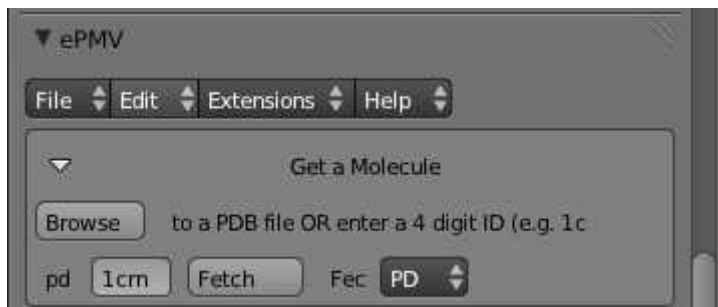 ePMV
File Edit Extensions Help
Get a Molecule
Browse to a PDB file OR enter a 4 digit ID (e.g. 1c
pd 1crn Fetch Fec PD